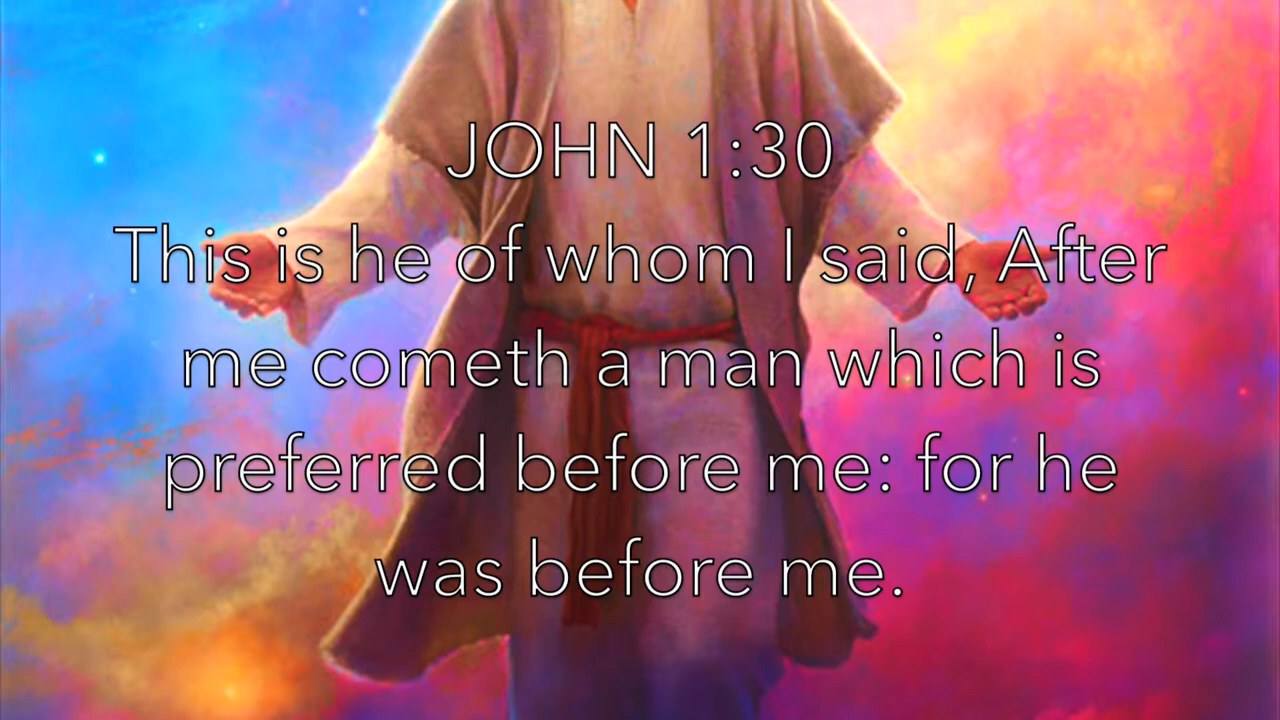 JOHN 1:30
This is he of whom I said, After
me cometh a man which is
preferred before me: for he
was before me.